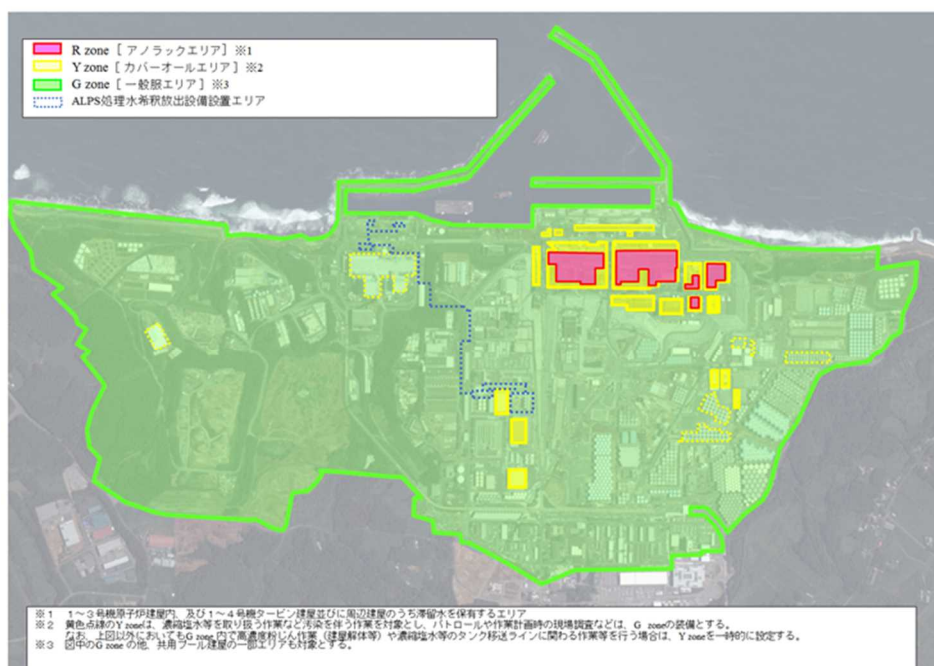 R zone［アノラックエリア］※1
Y zone［カバーオールエリア］※2
G zone［一般服エリア］※3
ALPS処理水希釈放出設備設置エリア
※1 1～3号機原子炉建屋内、及び1～4号機タービン建屋並びに周辺建屋のうち滞留水を保有するエリア
※2 黄色点線のY zoneは、濃縮塩水等を取り扱う作業など汚染を伴う作業を対象とし、パトロールや作業計画時の現場調査などは、G zoneの装備とする。
なお、上図以外においてもG zone内で高濃度粉じん作業（建屋解体等）や濃縮塩水等のタンク移送ラインに関わる作業等を行う場合は、Y zoneを一時的に設定する。
※3 図中のG zoneの他、共用プール建屋の一部エリアも対象とする。